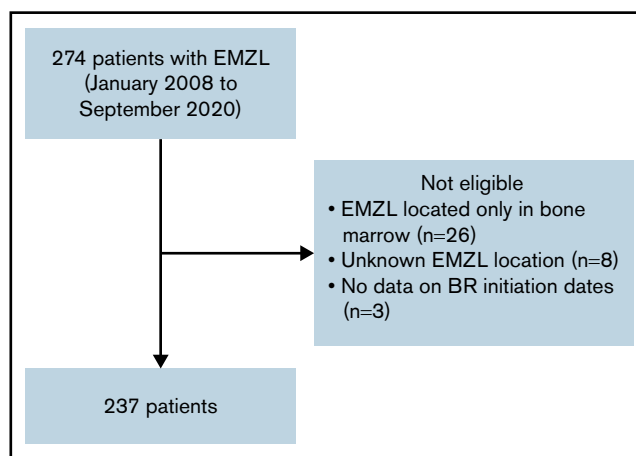 274 patients with EMZL
(January 2008 to
September 2020)
Not eligible
• EMZL located only in bone
marrow (n=26)
• Unknown EMZL location (n=8)
• No data on BR initiation dates
(n=3)
237 patients